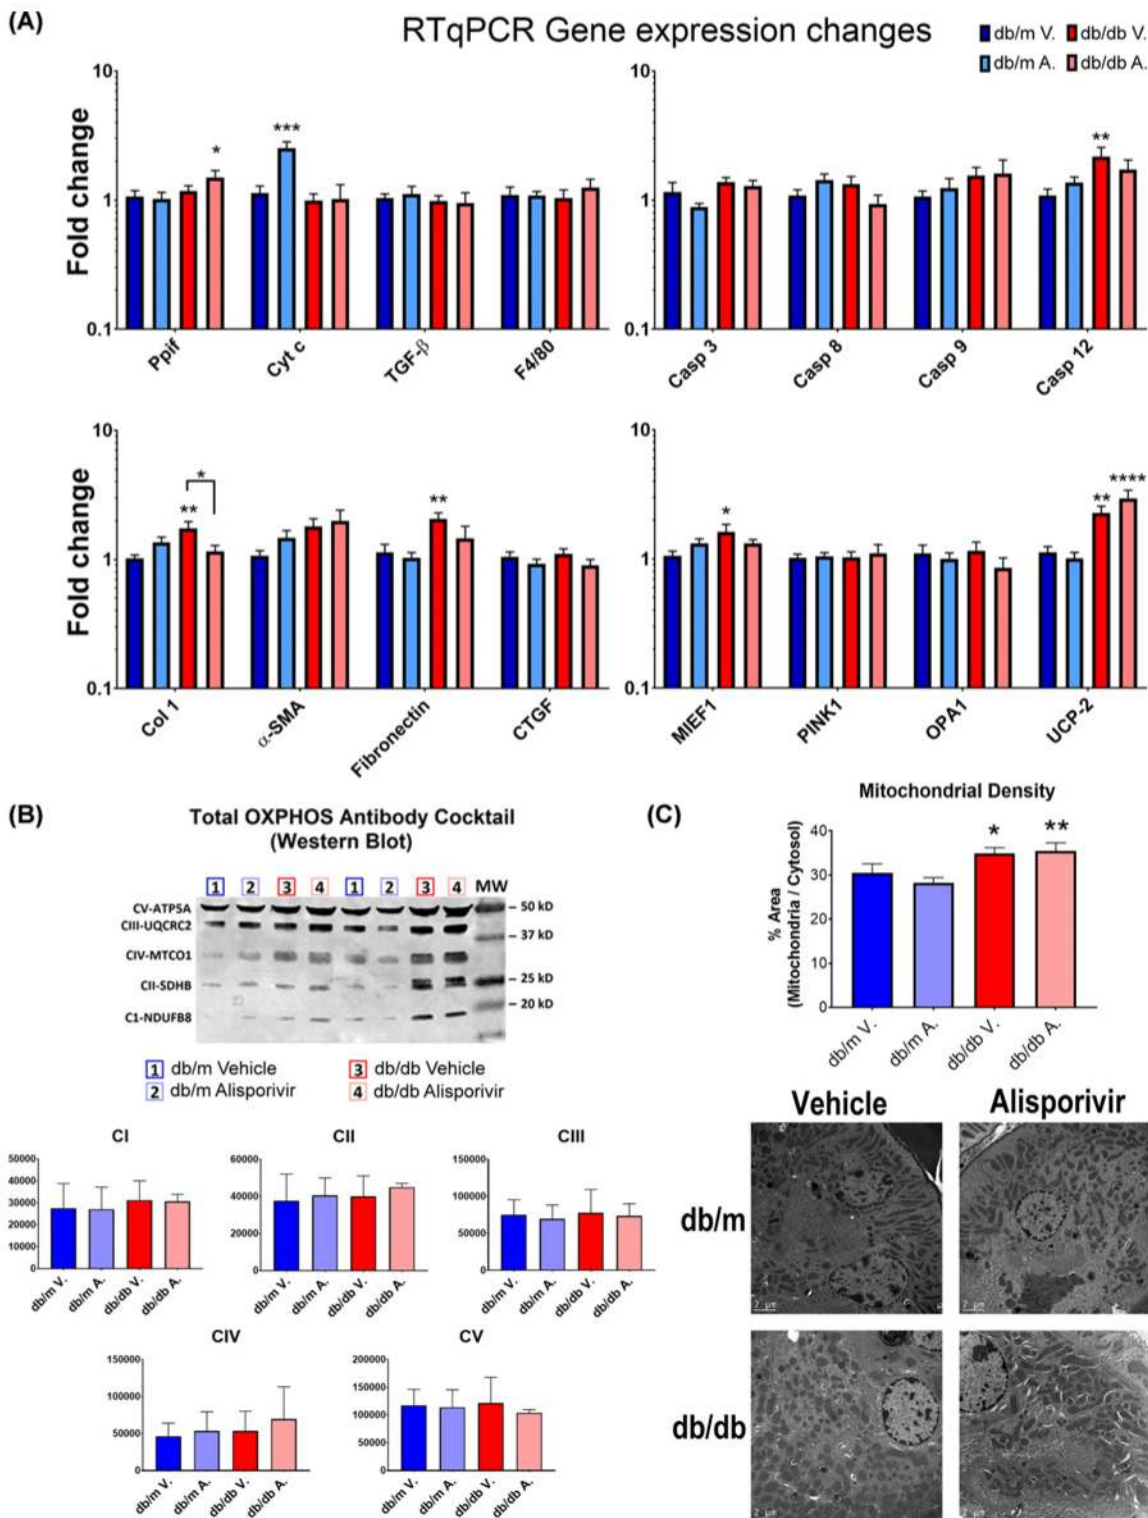 (A)
RTqPCR Gene expression changes
db/m V. db/db V.
db/m A. db/db A.
Fold change
10
1
0.1
***
*
Ppif Cyt c TGF-β F4/80
10
1
0.1
**
Casp 3 Casp 8 Casp 9 Casp 12
Fold change
10
1
0.1
*
**
**
Col 1 α-SMA Fibronectin CTGF
10
1
0.1
*
**
****
MIEF1 PINK1 OPA1 UCP-2
(B)
Total OXPHOS Antibody Cocktail
(Western Blot)
1 2 3 4 1 2 3 4 MW
CV-ATP5A
CIII-UQCRC2
CIV-MTCO1
CII-SDHB
C1-NDUFB8
– 50 kD
– 37 kD
– 25 kD
– 20 kD
1 db/m Vehicle 3 db/db Vehicle
2 db/m Alisporivir 4 db/db Alisporivir
CI
50000
40000
30000
20000
10000
0
db/m V. db/m A. db/db V. db/db A.
CII
60000
40000
20000
0
db/m V. db/m A. db/db V. db/db A.
CIII
150000
100000
50000
0
db/m V. db/m A. db/db V. db/db A.
CIV
150000
100000
50000
0
db/m V. db/m A. db/db V. db/db A.
CV
200000
150000
100000
50000
0
db/m V. db/m A. db/db V. db/db A.
(C)
Mitochondrial Density
% Area
(Mitochondria / Cytosol)
40
30
20
10
0
*
**
db/m V. db/m A. db/db V. db/db A.
Vehicle Alisporivir
db/m
2 µm 2 µm
db/db
2 µm 2 µm